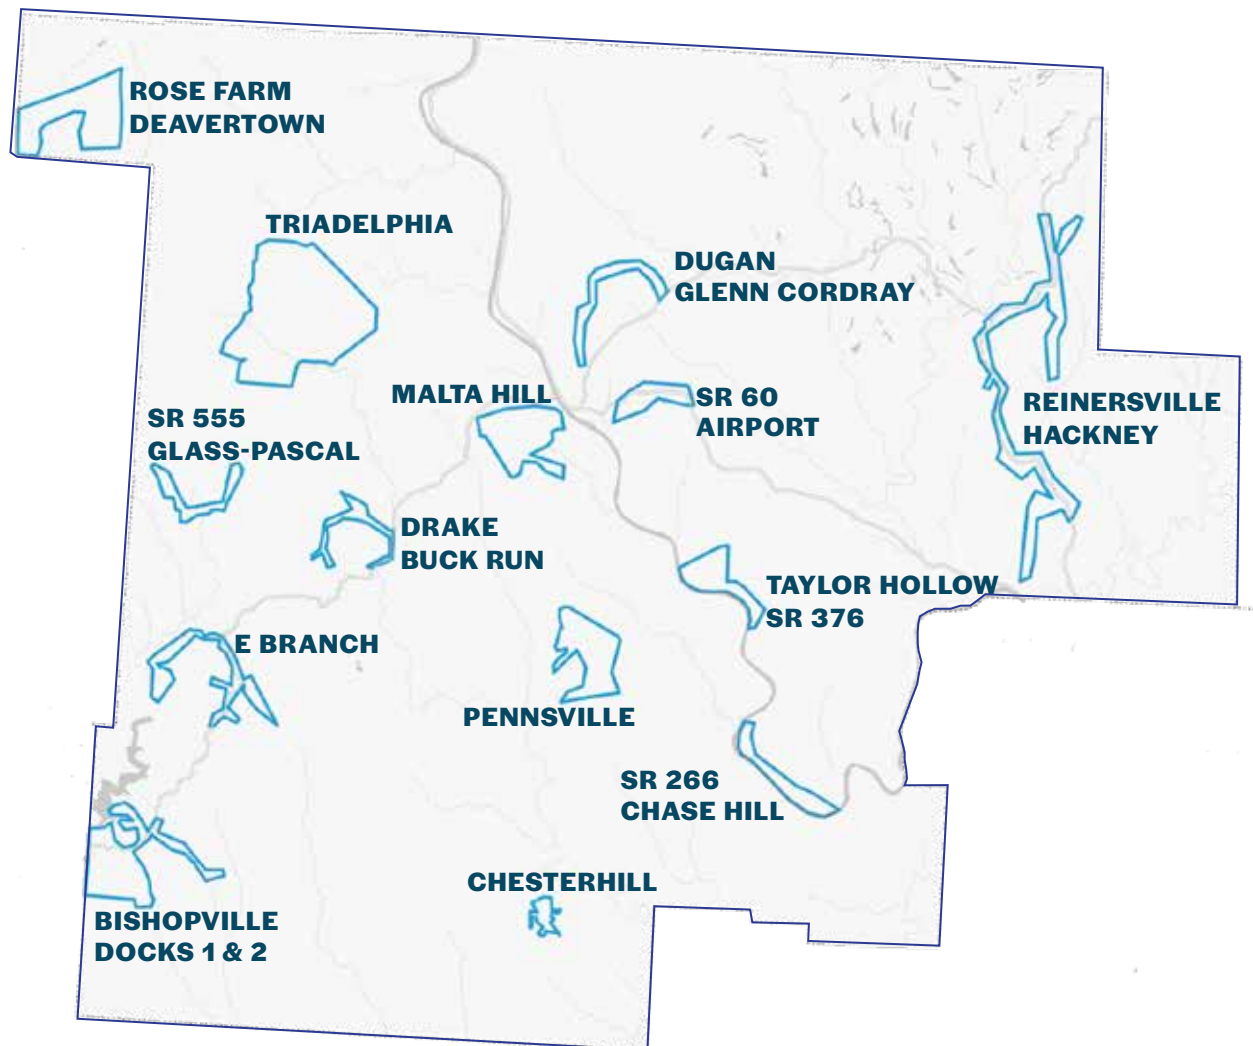 ROSE FARM
DEAVERTOWN
TRIADELPHIA
DUGAN
GLENN CORDRAY
MALTA HILL
SR 60
AIRPORT
REINERSVILLE
HACKNEY
SR 555
GLASS-PASCAL
DRAKE
BUCK RUN
TAYLOR HOLLOW
SR 376
E BRANCH
PENNSVILLE
SR 266
CHASE HILL
CHESTERHILL
BISHOPVILLE
DOCKS 1 & 2